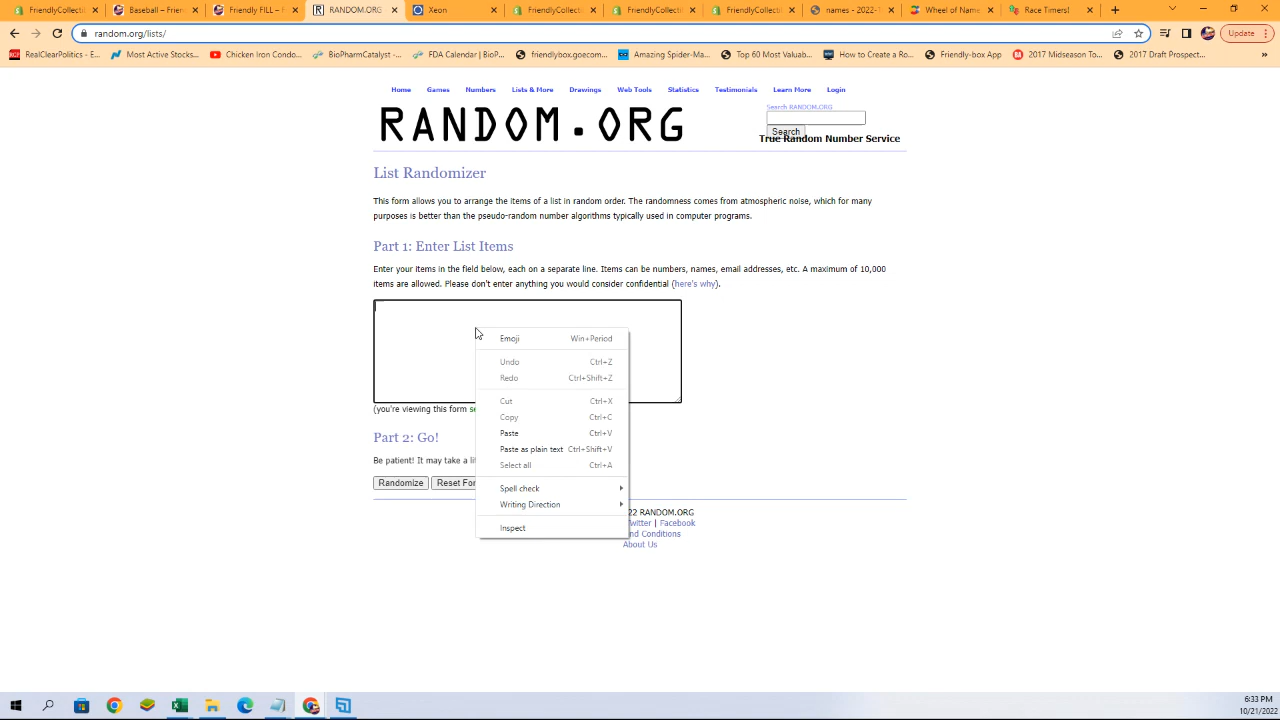 FriendlyCollecti
Baseball – Frien
Friendly FILL – E
RANDOM.ORG
Xeon
FriendlyCollecti
FriendlyCollecti
FriendlyCollecti
names - 2022-1
Wheel of Name
Race Timers!
random.org/lists/
Update
RealClearPolitics - E...
Most Active Stocks...
Chicken Iron Condo...
BioPharmCatalyst -...
FDA Calendar | BioP...
friendlybox.goecom...
Amazing Spider-Ma...
Top 60 Most Valuab...
How to Create a Ro...
Friendly-box App
2017 Midseason To...
2017 Draft Prospect...
»
Home Games Numbers Lists & More Drawings Web Tools Statistics Testimonials Learn More Login
RANDOM.ORG
Search RANDOM.ORG
Search
True Random Number Service
List Randomizer
This form allows you to arrange the items of a list in random order. The randomness comes from atmospheric noise, which for many
purposes is better than the pseudo-random number algorithms typically used in computer programs.
Part 1: Enter List Items
Enter your items in the field below, each on a separate line. Items can be numbers, names, email addresses, etc. A maximum of 10,000
items are allowed. Please don't enter anything you would consider confidential (here's why).
Emoji Win+Period
Undo Ctrl+Z
Redo Ctrl+Shift+Z
Cut Ctrl+X
Copy Ctrl+C
Paste Ctrl+V
Paste as plain text Ctrl+Shift+V
Select all Ctrl+A
Spell check
Writing Direction
Inspect
(you're viewing this form se
Part 2: Go!
Be patient! It may take a li
Randomize Reset For
22 RANDOM.ORG
witter | Facebook
nd Conditions
About Us
6:33 PM
10/21/2022